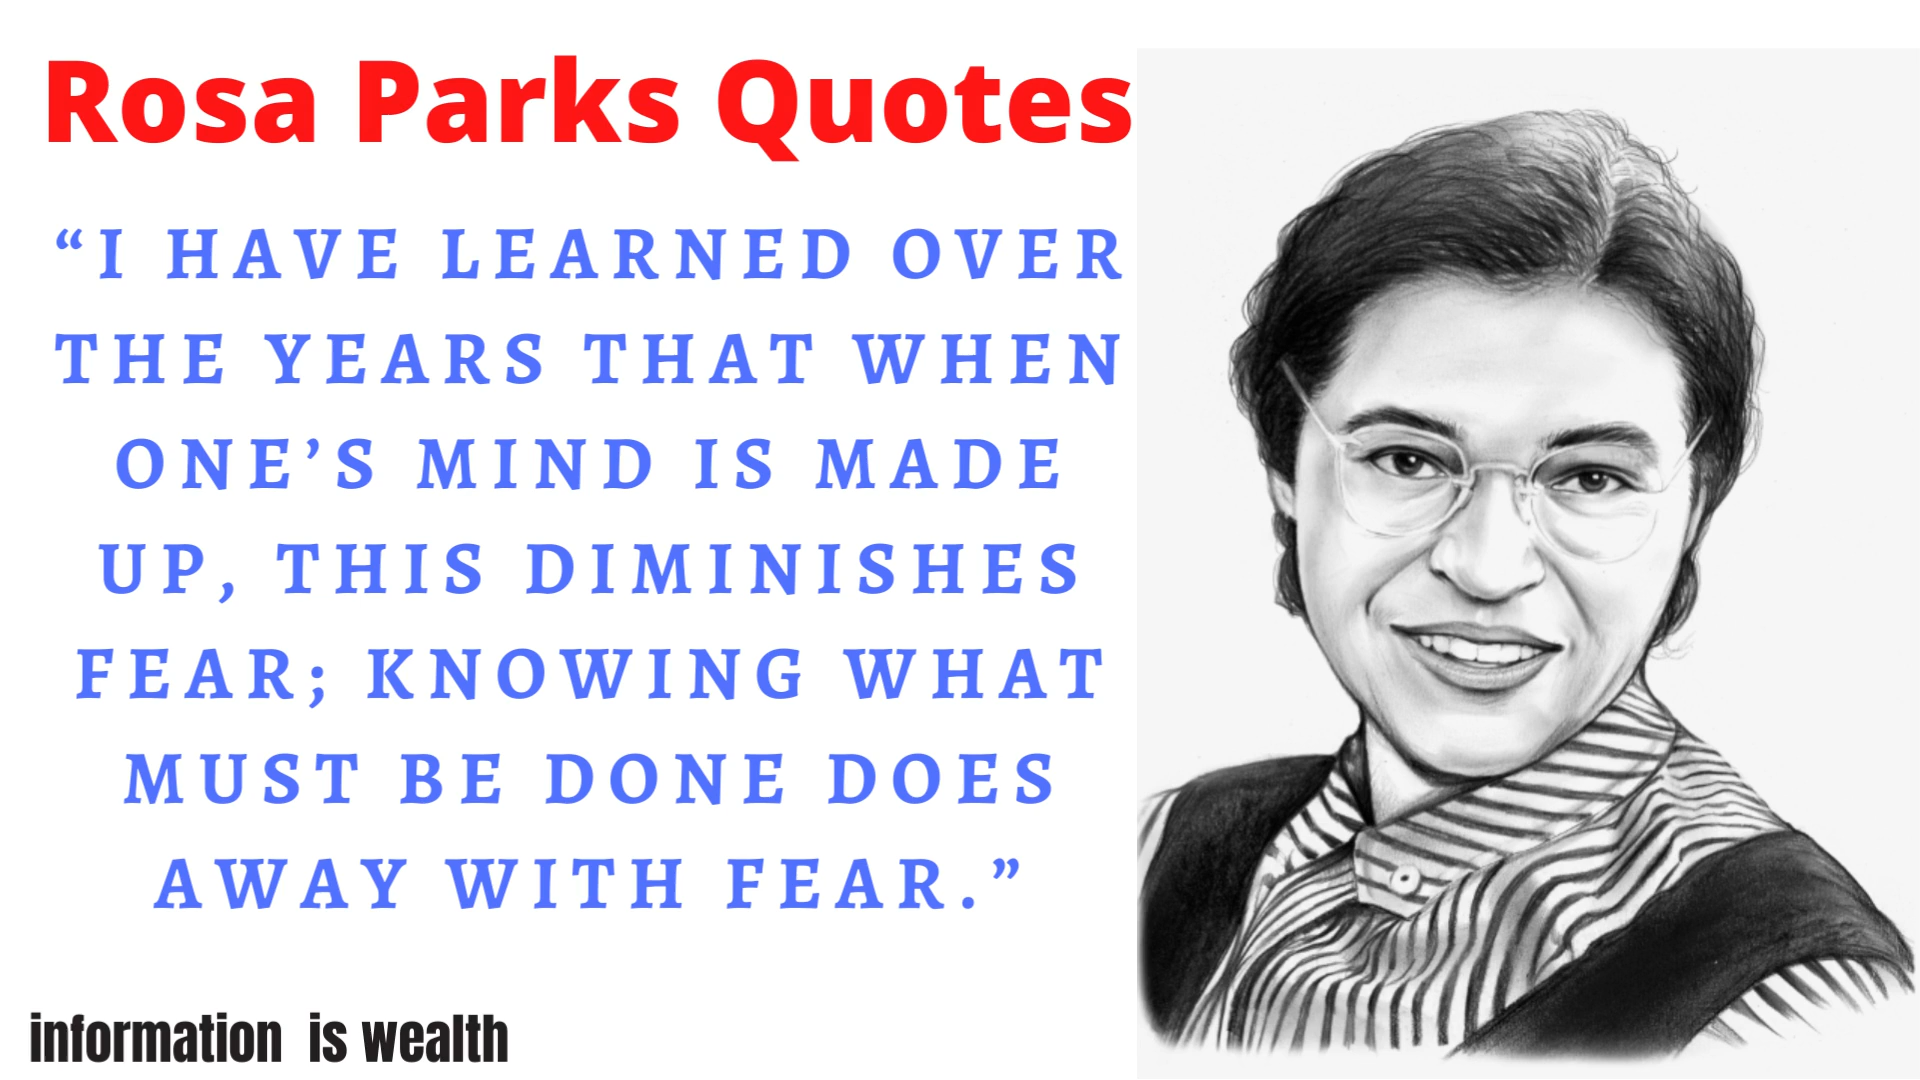 Rosa Parks Quotes
“I HAVE LEARNED OVER
THE YEARS THAT WHEN
ONE’S MIND IS MADE
UP, THIS DIMINISHES
FEAR; KNOWING WHAT
MUST BE DONE DOES
AWAY WITH FEAR.”
information is wealth